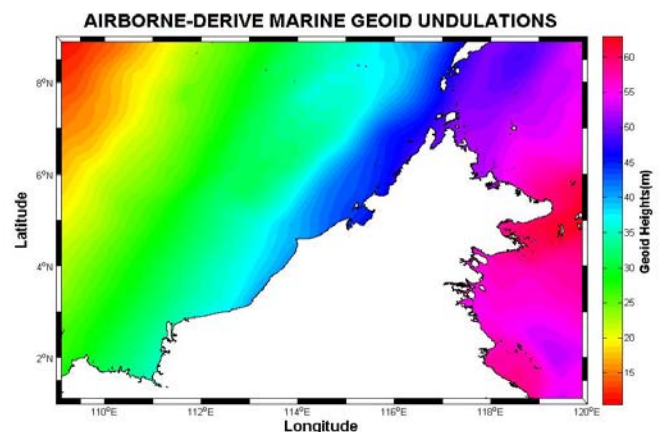 AIRBORNE-DERIVE MARINE GEOID UNDULATIONS
8°N
6°N
4°N
2°N
Latitude
110°E 112°E 114°E 116°E 118°E 120°E
Longitude
60
55
50
45
40
35
30
25
20
15
Geoid Heights(m)